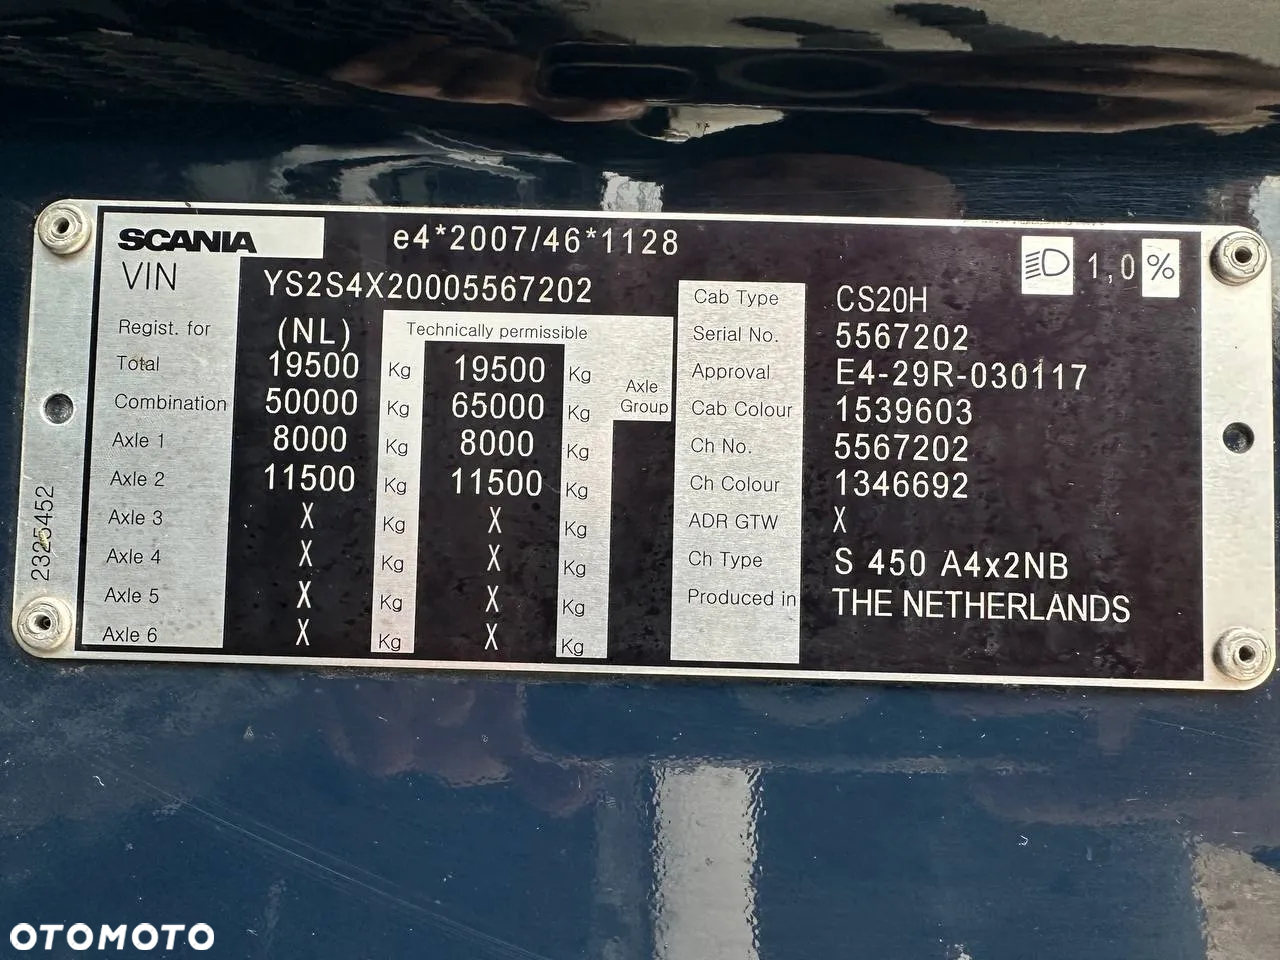 SCANIA e4*2007/46*1128 1,0 %
VIN YS2S4X20005567202
Regist. for (NL) Technically permissible
Total 19500 Kg 19500 Kg Axle Group
Combination 50000 Kg 65000 Kg
Axle 1 8000 Kg 8000 Kg
Axle 2 11500 Kg 11500 Kg
Axle 3 X Kg X Kg
Axle 4 X Kg X Kg
Axle 5 X Kg X Kg
Axle 6 X Kg X Kg
Cab Type CS20H
Serial No. 5567202
Approval E4-29R-030117
Cab Colour 1539603
Ch No. 5567202
Ch Colour 1346692
ADR GTW X
Ch Type S 450 A4x2NB
Produced in THE NETHERLANDS
2325452
OTOMOTO